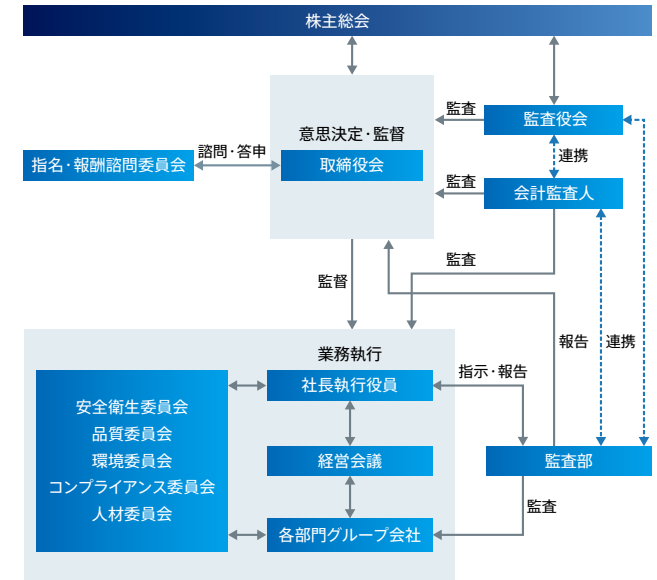 株主総会
監査
監査役会
意思決定・監督
指名・報酬諮問委員会
諮問・答申
取締役会
連携
監査
会計監査人
監査
監督
報告
連携
業務執行
指示・報告
社長執行役員
安全衛生委員会
品質委員会
環境委員会
コンプライアンス委員会
人材委員会
経営会議
監査部
監査
各部門グループ会社